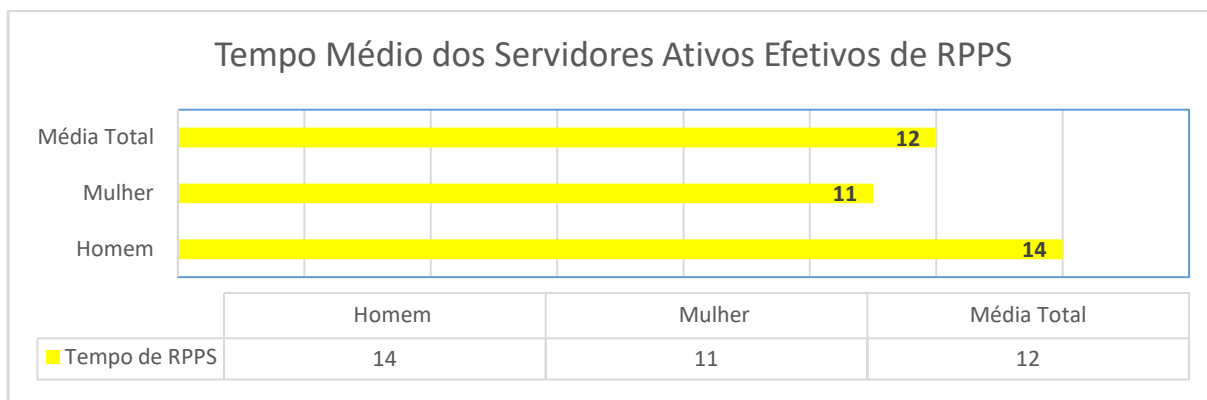 Tempo Médio dos Servidores Ativos Efetivos de RPPS
Média Total 12
Mulher 11
Homem 14
Homem Mulher Média Total
Tempo de RPPS 14 11 12